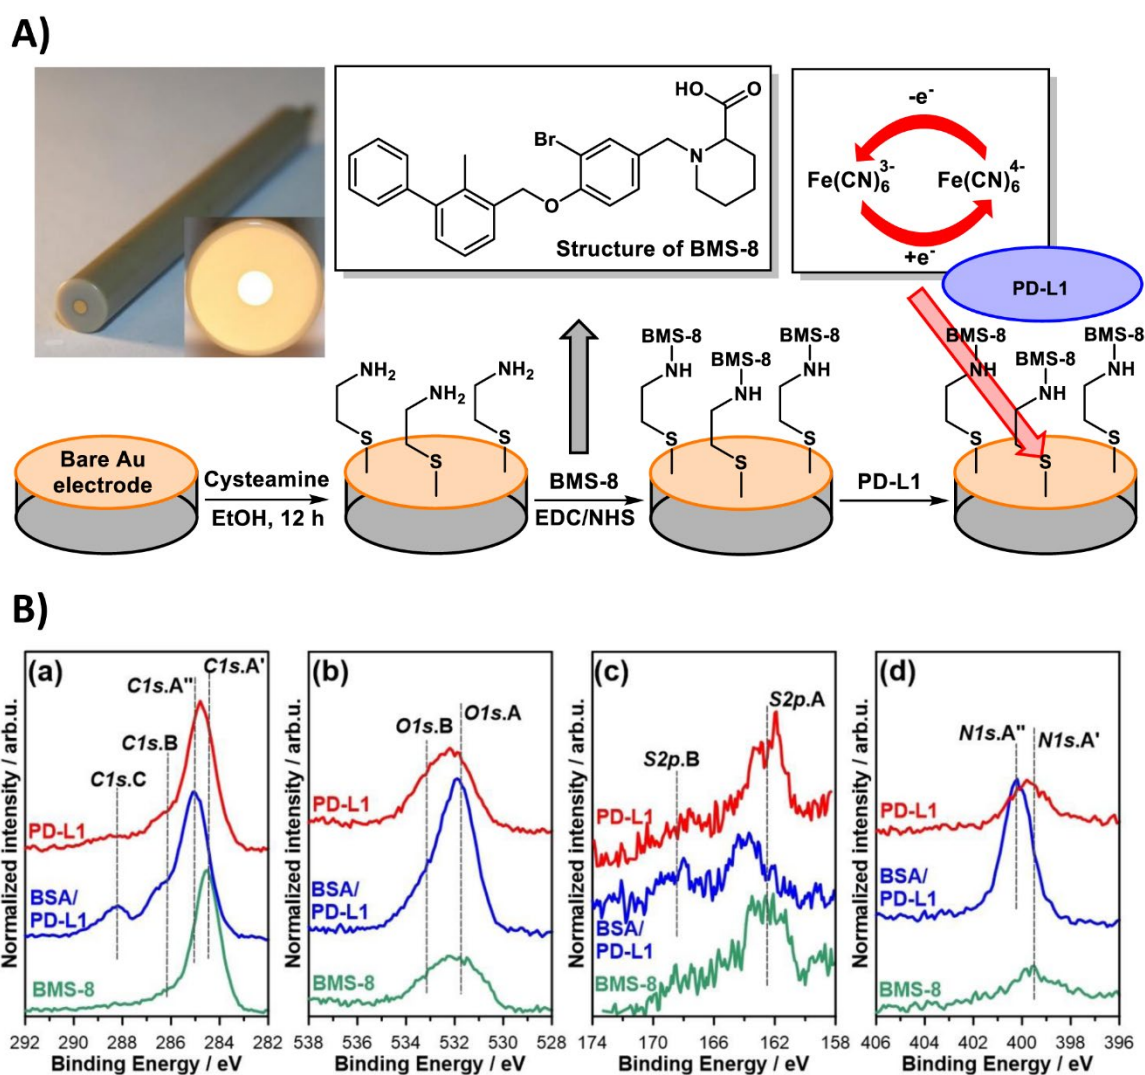 A)
HO
O
Br
N
O
Structure of BMS-8
-e-
Fe(CN)6 3-
Fe(CN)6 4-
+e-
PD-L1
NH2
NH2
NH2
S
S
S
BMS-8
BMS-8
BMS-8
NH
NH
NH
S
S
S
BMS-8
BMS-8
BMS-8
NH
NH
NH
S
S
S
Bare Au
electrode
Cysteamine
EtOH, 12 h
BMS-8
EDC/NHS
PD-L1
B)
Normalized intensity / arb.u.
(a)
C1s.A'
C1s.A"
C1s.B
C1s.C
PD-L1
BSA/
PD-L1
BMS-8
292 290 288 286 284 282
Binding Energy / eV
Normalized intensity / arb.u.
(b)
O1s.B
O1s.A
PD-L1
BSA/
PD-L1
BMS-8
538 536 534 532 530 528
Binding Energy / eV
Normalized intensity / arb.u.
(c)
S2p.A
S2p.B
PD-L1
BSA/
PD-L1
BMS-8
174 170 166 162 158
Binding Energy / eV
Normalized intensity / arb.u.
(d)
N1s.A"
N1s.A'
PD-L1
BSA/
PD-L1
BMS-8
406 404 402 400 398 396
Binding Energy / eV